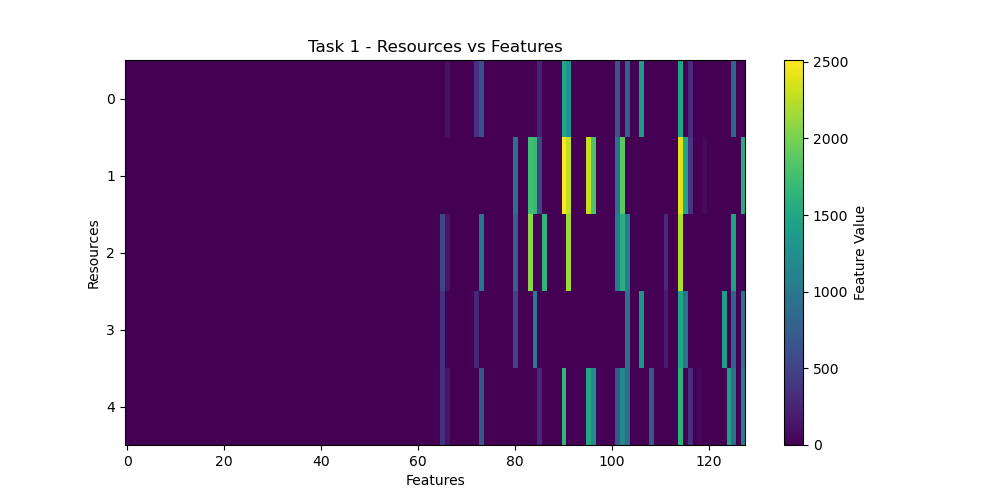 Task 1 - Resources vs Features
Resources
0
1
2
3
4
0 20 40 60 80 100 120
Features
2500
2000
1500
1000
500
0
Feature Value